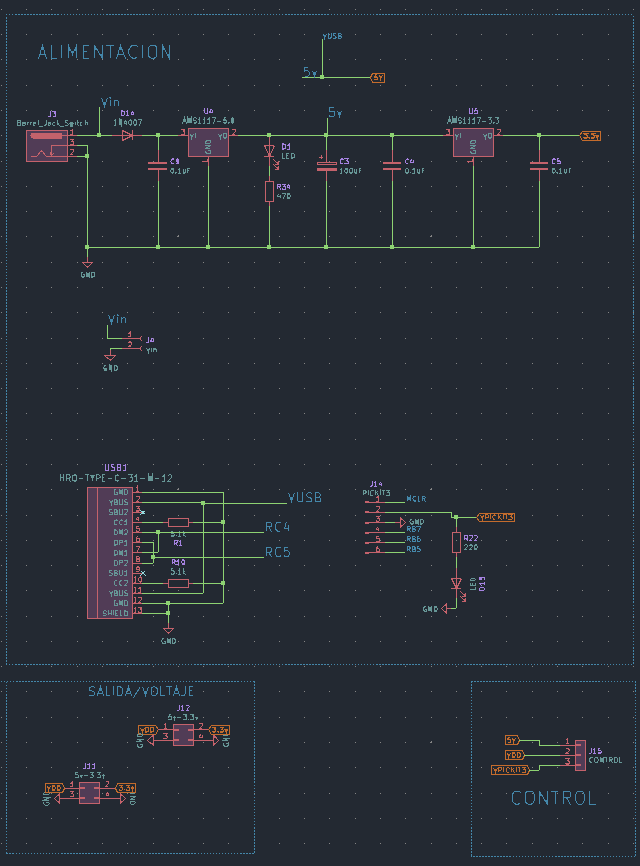 ALIMENTACION
VUSB
5v
5V
J3
Barrel_Jack_Switch
Vin
D14
1N4007
U4
AMS1117-5.0
5v
U5
AMS1117-3.3
1
3
2
3 VI VO 2
GND
1
D1
LED
C3
100uF
3 VI VO 2
GND
1
3.3v
0.1uF
R34
470
C4
0.1uF
C5
0.1uF
GND
Vin
1
2
J4
Vin
GND
USB1
HRO-TYPE-C-31-M-12
GND 1
VBUS 2
SBU2 3
CC1 4
DN2 5
DP1 6
DN1 7
DP2 8
SBU1 9
CC2 10
VBUS 11
GND 12
SHIELD 13
VUSB
5.1k
R1
RC4
RC5
R10
5.1k
GND
J14
PICKIT3
1 MCLR
2
3 GND
4 RB7
5 RB6
6 RB5
VPICKIT3
R22
220
LED
D13
GND
SALIDA/VOLTAJE
J12
5v-3.3v
VDD 1 2 3.3v
GND 3 4 GND
J11
5v-3.3v
VDD 1 2 3.3v
GND 3 4 GND
5V 1
VDD 2
VPICKIT3 3
J15
CONTROL
CONTROL